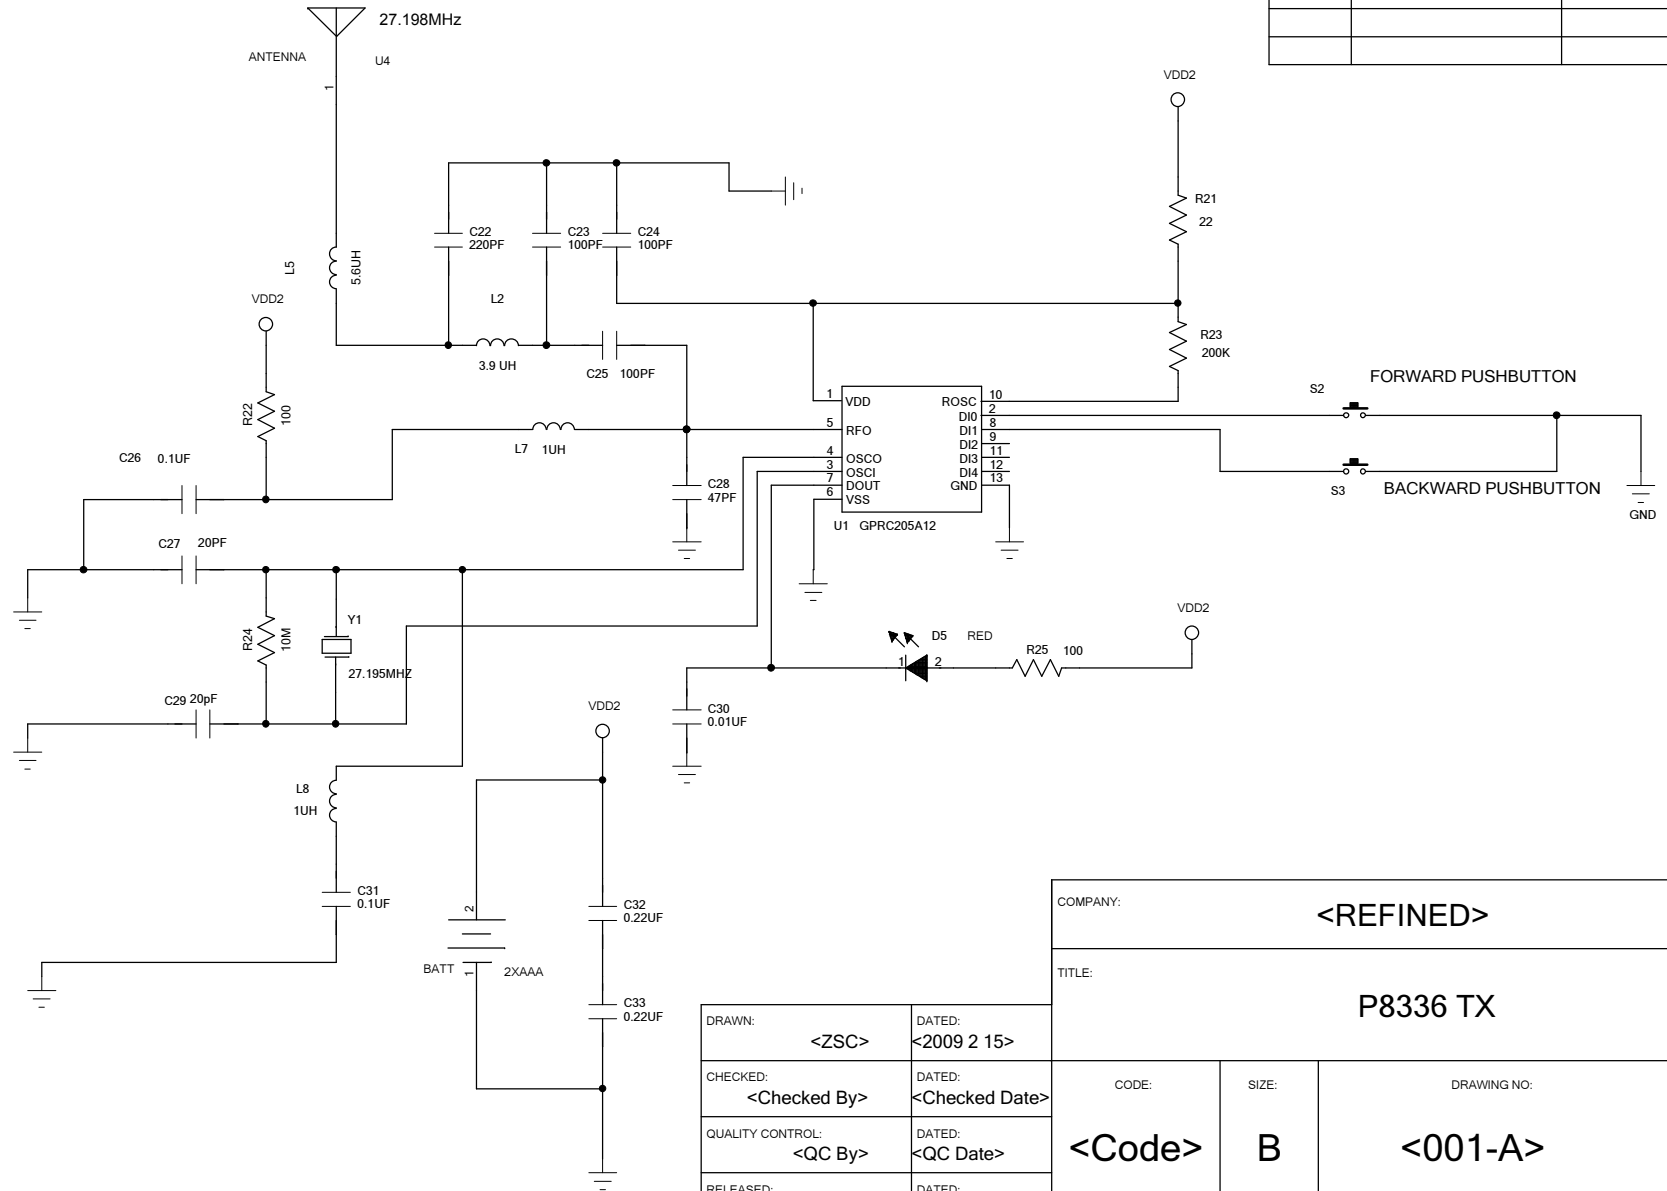 27.198MHz
ANTENNA
U4
1
VDD2
R21
22
C22
220PF
C23
100PF
C24
100PF
L5
5.6UH
L2
3.9 UH
C25 100PF
VDD2
R22
100
R23
200K
FORWARD PUSHBUTTON
S2
BACKWARD PUSHBUTTON
S3
GND
L7 1UH
C26 0.1UF
C27 20PF
C28
47PF
1 VDD
5 RFO
4 OSCO
3 OSCI
7 DOUT
6 VSS
ROSC 10
DI0 2
DI1 8
DI2 9
DI3 11
DI4 12
GND 13
U1 GPRC205A12
R24
10M
Y1
27.195MHZ
C29 20pF
1 2
D5 RED
R25 100
VDD2
C30
0.01UF
VDD2
L8
1UH
C31
0.1UF
2
BATT 1 2XAAA
C32
0.22UF
C33
0.22UF
COMPANY:
<REFINED>
TITLE:
P8336 TX
DRAWN:
<ZSC>
DATED:
<2009 2 15>
CHECKED:
<Checked By>
DATED:
<Checked Date>
QUALITY CONTROL:
<QC By>
DATED:
<QC Date>
RELEASED:
DATED:
CODE:
<Code>
SIZE:
B
DRAWING NO:
<001-A>